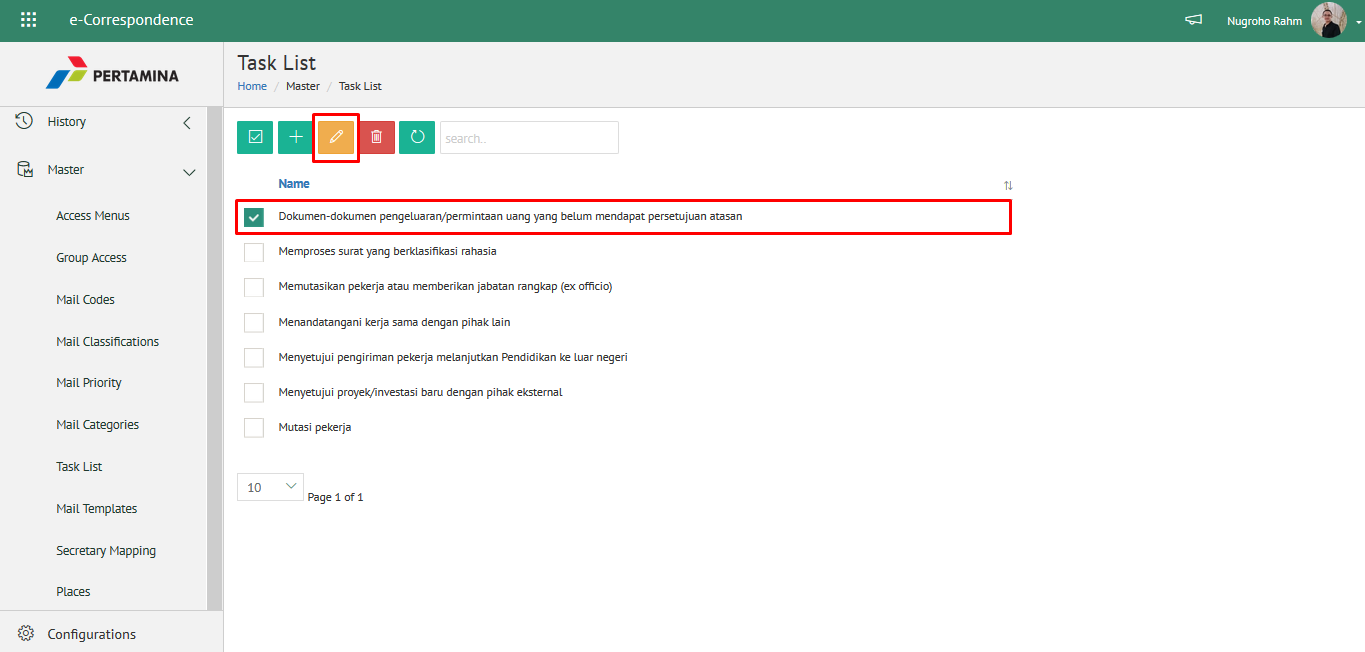 e-Correspondence
Nugroho Rahm
PERTAMINA
Task List
Home / Master / Task List
History
Master
Access Menus
Group Access
Mail Codes
Mail Classifications
Mail Priority
Mail Categories
Task List
Mail Templates
Secretary Mapping
Places
Configurations
search..
Name
Dokumen-dokumen pengeluaran/permintaan uang yang belum mendapat persetujuan atasan
Memproses surat yang berklasifikasi rahasia
Memutasikan pekerja atau memberikan jabatan rangkap (ex officio)
Menandatangani kerja sama dengan pihak lain
Menyetujui pengiriman pekerja melanjutkan Pendidikan ke luar negeri
Menyetujui proyek/investasi baru dengan pihak eksternal
Mutasi pekerja
10
Page 1 of 1